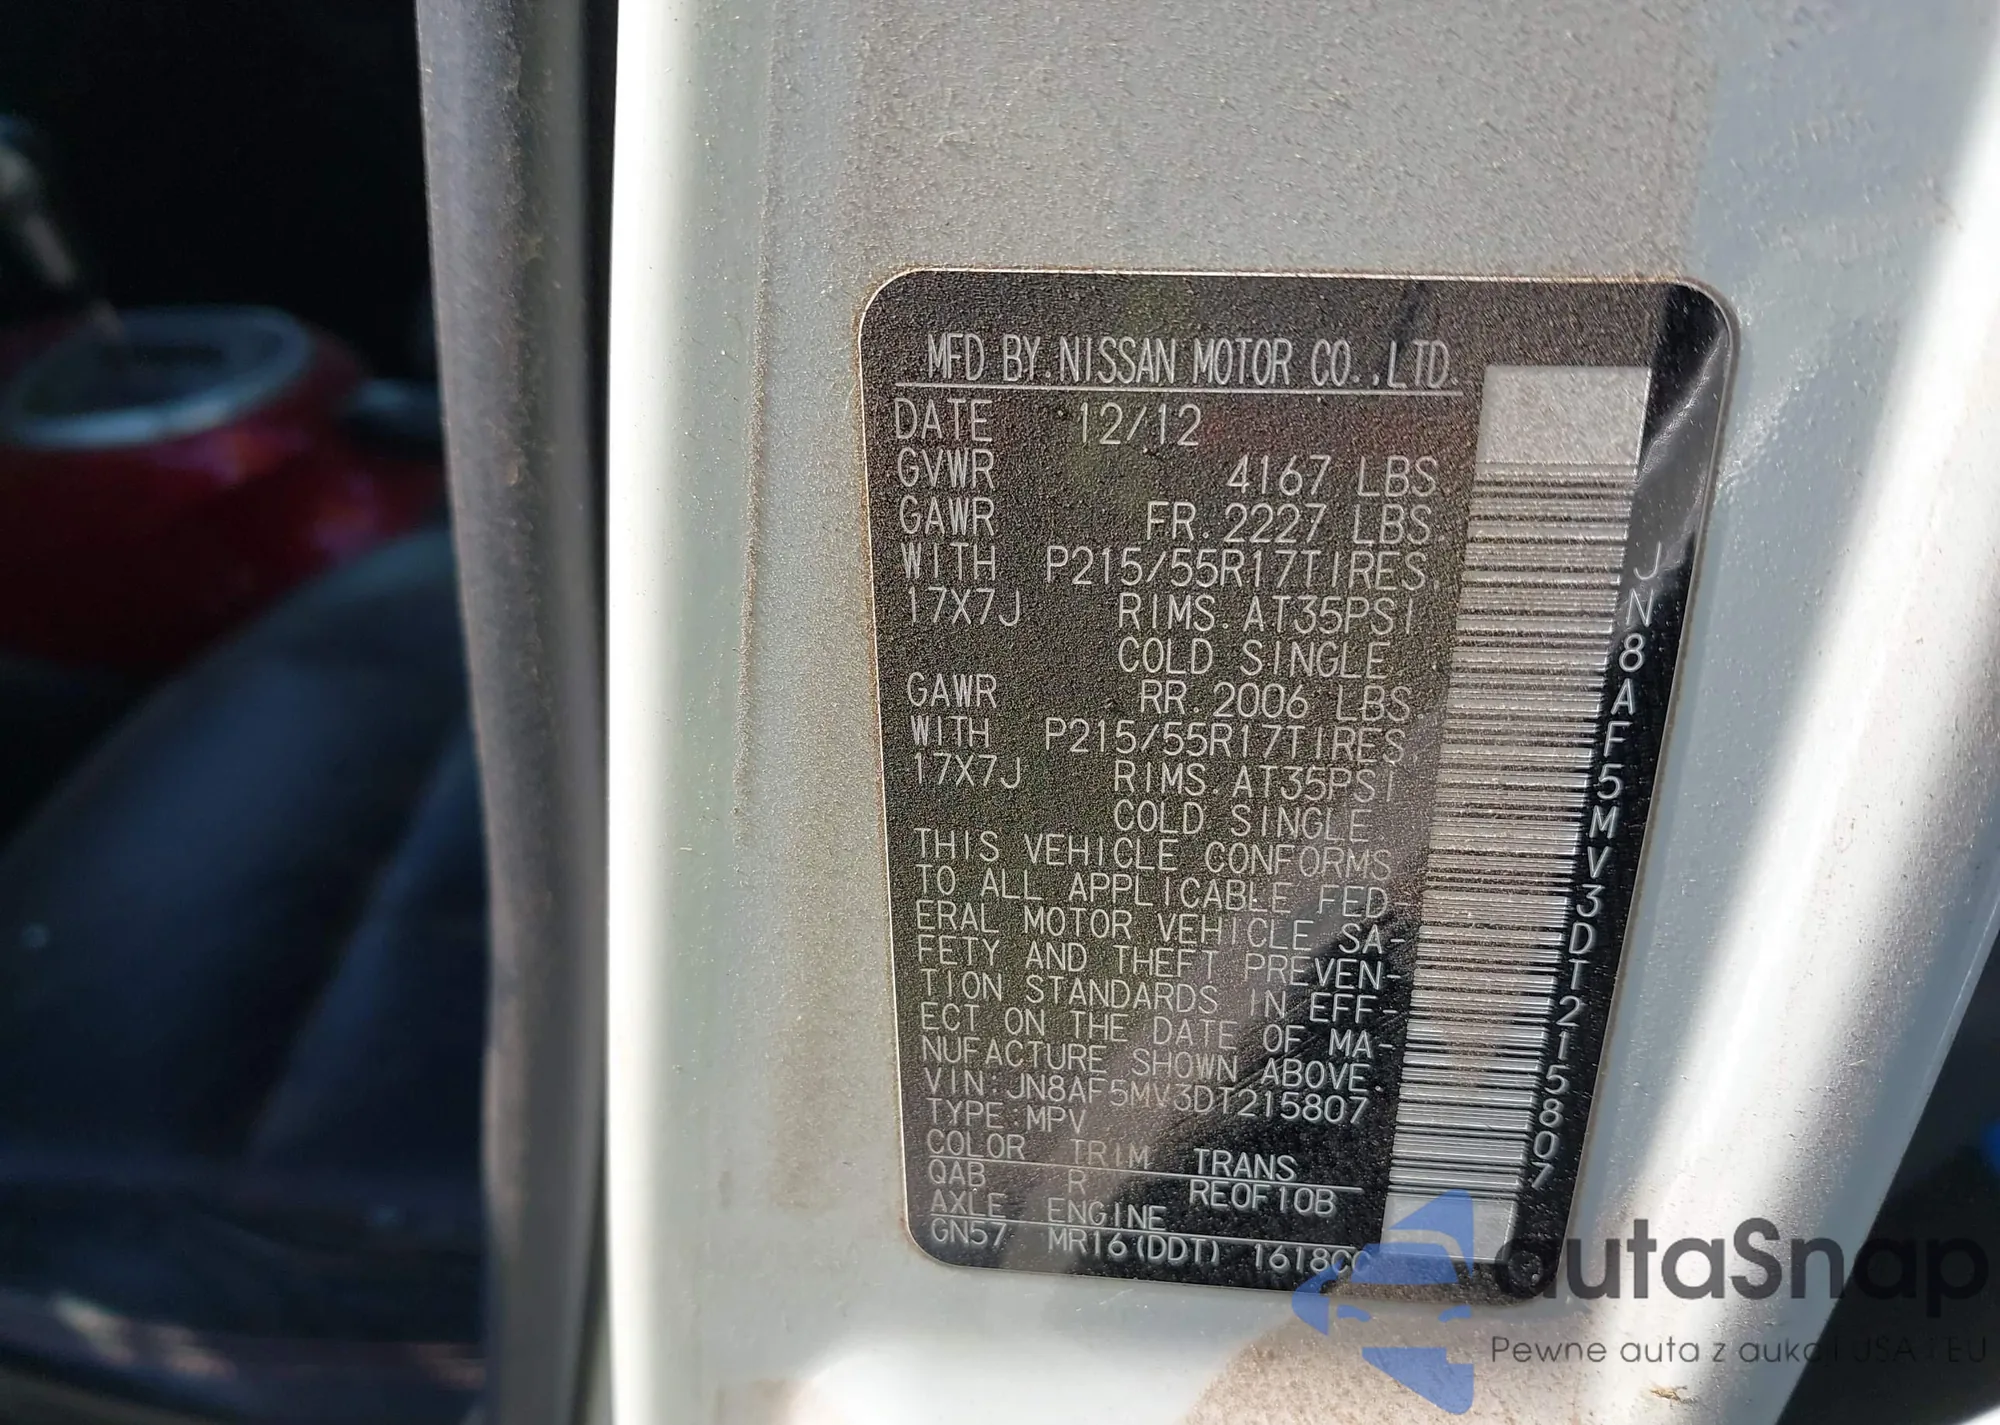 MFD BY.NISSAN MOTOR CO.,LTD.
DATE 12/12
GVWR 4167 LBS
GAWR FR.2227 LBS
WITH P215/55R17TIRES,
17X7J RIMS.AT35PSI
COLD SINGLE
GAWR RR.2006 LBS
WITH P215/55R17TIRES,
17X7J RIMS.AT35PSI
COLD SINGLE
THIS VEHICLE CONFORMS
TO ALL APPLICABLE FED-
ERAL MOTOR VEHICLE SA-
FETY AND THEFT PREVEN-
TION STANDARDS IN EFF-
ECT ON THE DATE OF MA-
NUFACTURE SHOWN ABOVE.
VIN:JN8AF5MV3DT215807
TYPE:MPV
COLOR TRIM TRANS
QAB R RE0F10B
AXLE ENGINE
GN57 MR16(DDT) 1618CC
JN8AF5MV3DT215807
autaSnap
Pewne auta z aukcji USA i EU